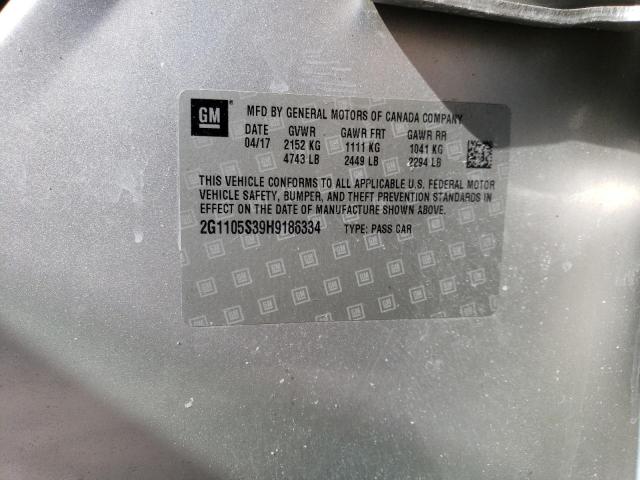 GM
MFD BY GENERAL MOTORS OF CANADA COMPANY
DATE GVWR GAWR FRT GAWR RR
04/17 2152 KG 1111 KG 1041 KG
4743 LB 2449 LB 2294 LB
THIS VEHICLE CONFORMS TO ALL APPLICABLE U.S. FEDERAL MOTOR
VEHICLE SAFETY, BUMPER, AND THEFT PREVENTION STANDARDS IN
EFFECT ON THE DATE OF MANUFACTURE SHOWN ABOVE.
2G1105S39H9186334 TYPE: PASS CAR